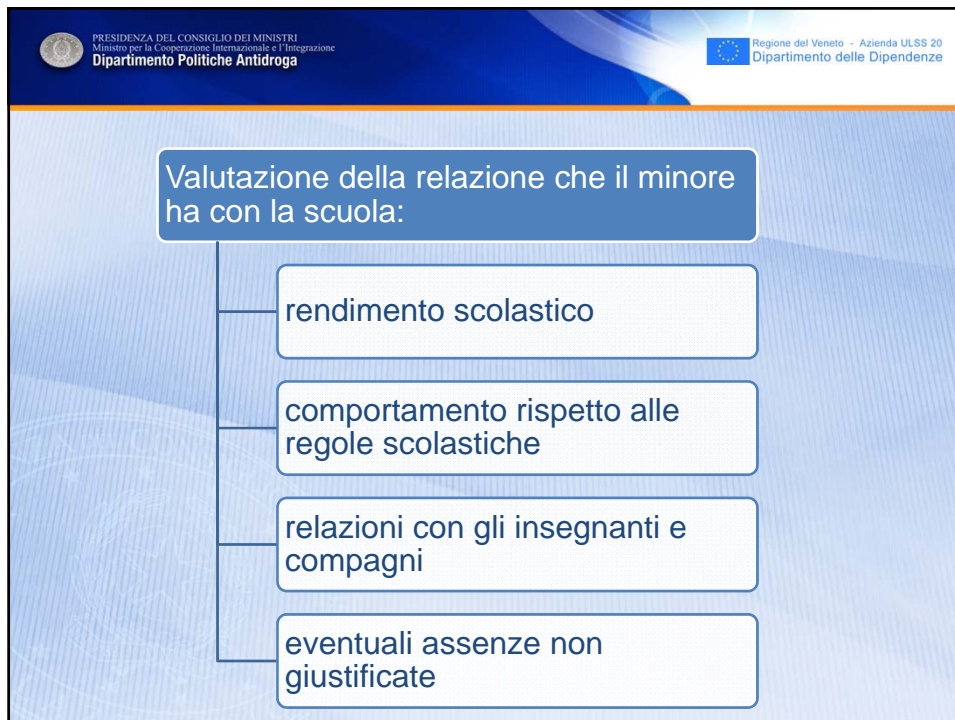 PRESIDENZA DEL CONSIGLIO DEI MINISTRI
Ministro per la Cooperazione Internazionale e l'Integrazione
Dipartimento Politiche Antidroga
Regione del Veneto - Azienda ULSS 20
Dipartimento delle Dipendenze
Valutazione della relazione che il minore
ha con la scuola:
rendimento scolastico
comportamento rispetto alle
regole scolastiche
relazioni con gli insegnanti e
compagni
eventuali assenze non
giustificate